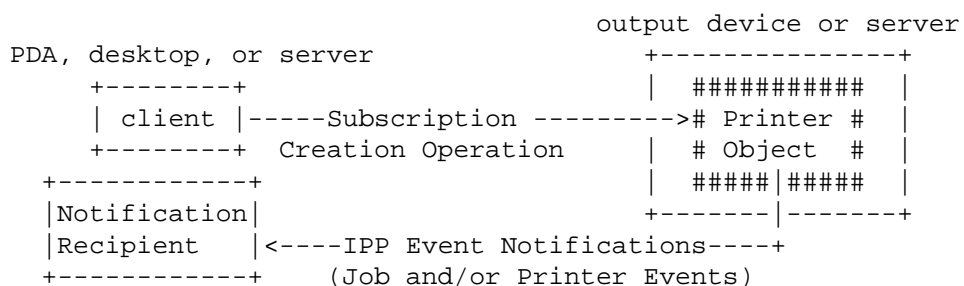 output device or server
PDA, desktop, or server
client
Subscription
Creation Operation
Printer
Object
Notification
Recipient
IPP Event Notifications
(Job and/or Printer Events)